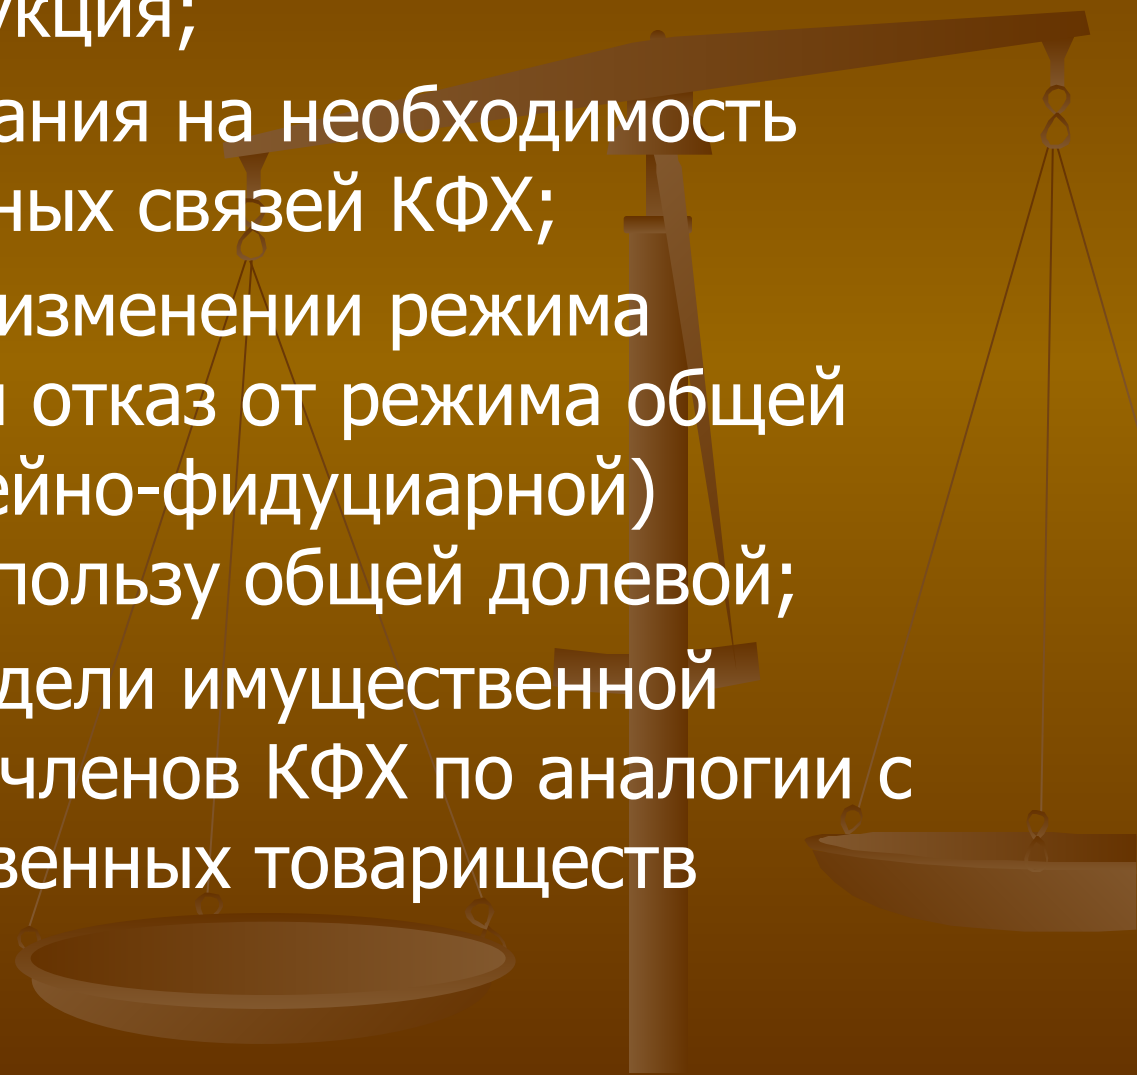 укция;
ания на необходимость
ных связей КФХ;
изменении режима
отказ от режима общей
ейно-фидуциарной)
пользу общей долевой;
дели имущественной
членов КФХ по аналогии с
венных товариществ